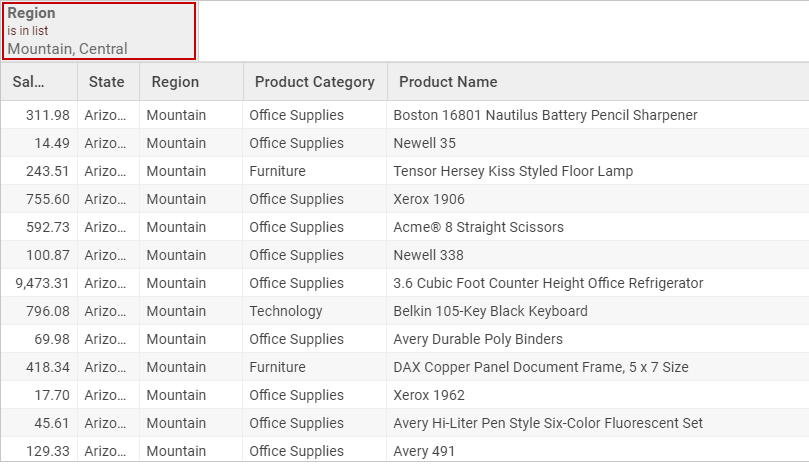 Region
is in list
Mountain, Central
Sal... State Region Product Category Product Name
311.98 Arizo... Mountain Office Supplies Boston 16801 Nautilus Battery Pencil Sharpener
14.49 Arizo... Mountain Office Supplies Newell 35
243.51 Arizo... Mountain Furniture Tensor Hersey Kiss Styled Floor Lamp
755.60 Arizo... Mountain Office Supplies Xerox 1906
592.73 Arizo... Mountain Office Supplies Acme® 8 Straight Scissors
100.87 Arizo... Mountain Office Supplies Newell 338
9,473.31 Arizo... Mountain Office Supplies 3.6 Cubic Foot Counter Height Office Refrigerator
796.08 Arizo... Mountain Technology Belkin 105-Key Black Keyboard
69.98 Arizo... Mountain Office Supplies Avery Durable Poly Binders
418.34 Arizo... Mountain Furniture DAX Copper Panel Document Frame, 5 x 7 Size
17.70 Arizo... Mountain Office Supplies Xerox 1962
45.61 Arizo... Mountain Office Supplies Avery Hi-Liter Pen Style Six-Color Fluorescent Set
129.33 Arizo... Mountain Office Supplies Avery 491